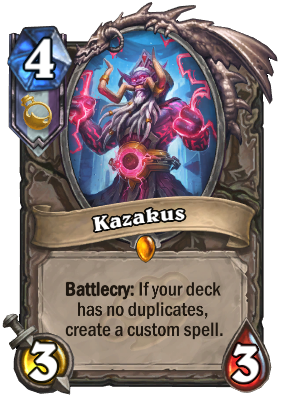 4
Kazakus
Battlecry: If your deck
has no duplicates,
create a custom spell.
3 3